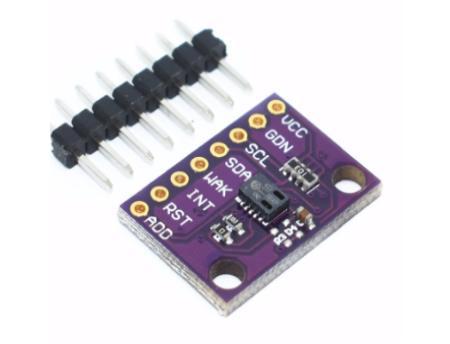 VCC
GDN
SCL
SDA
WAK
INT
RST
ADD